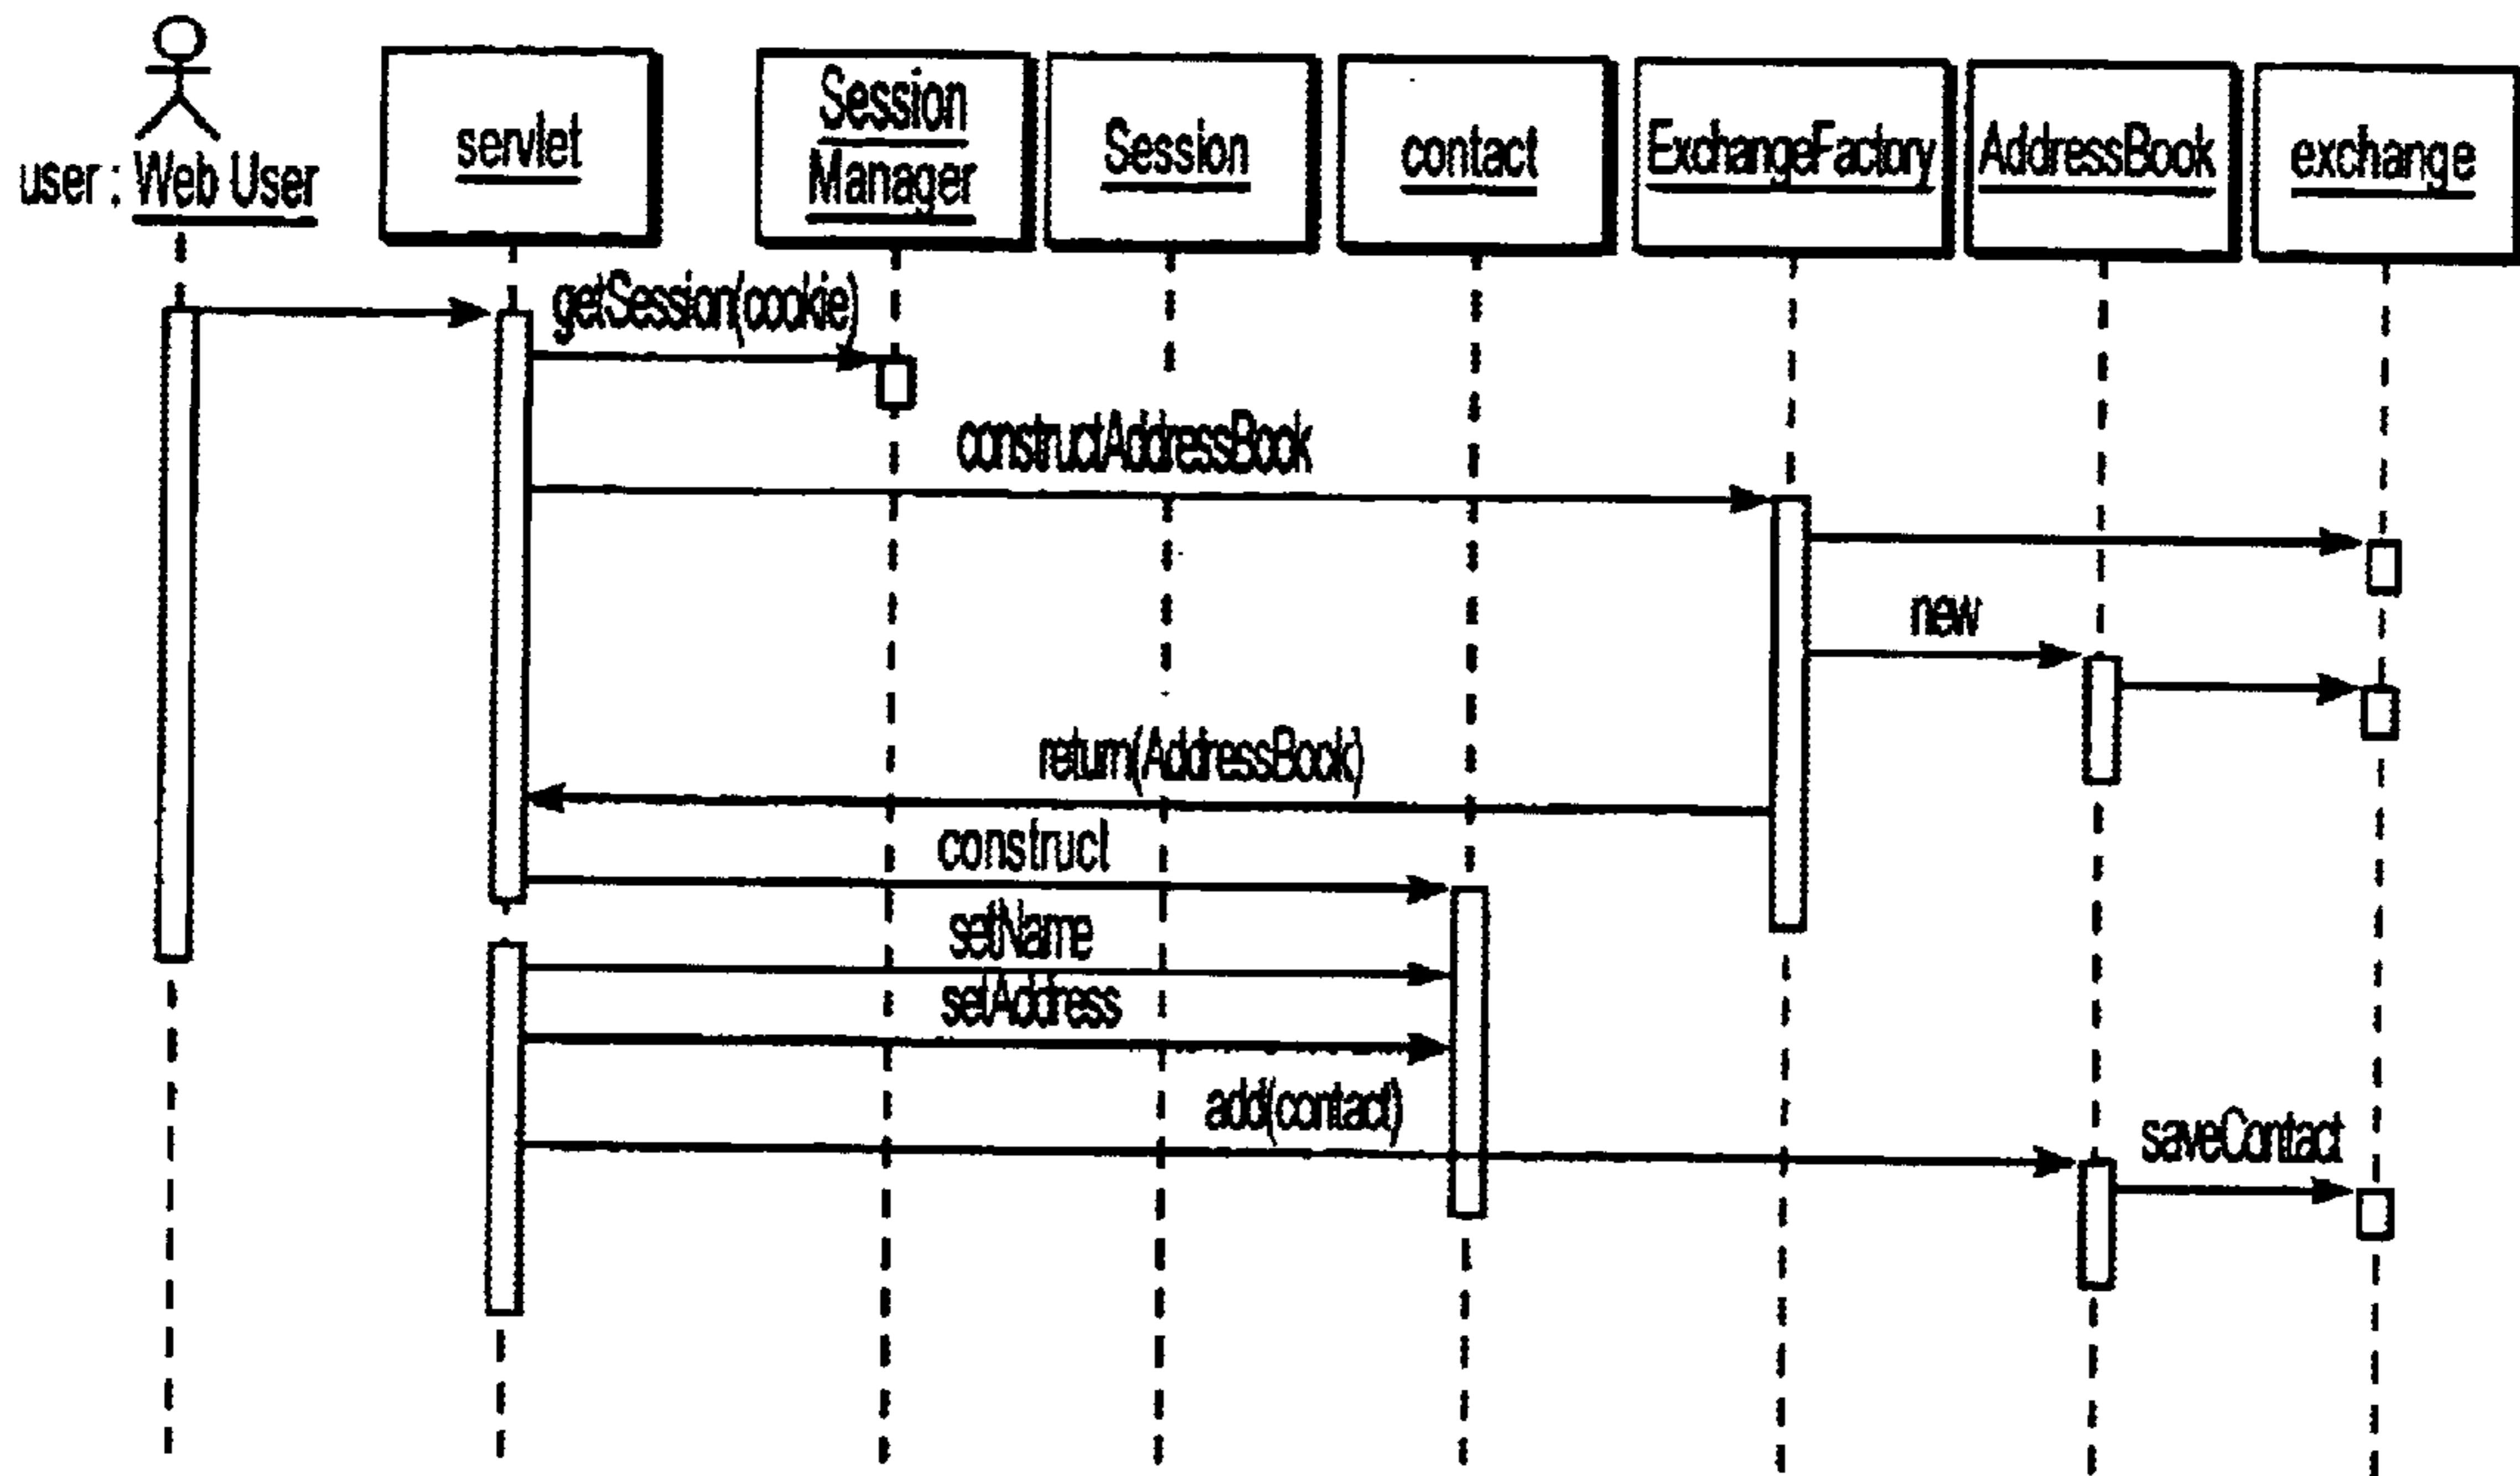 user : Web User
servlet
Session
Manager
Session
contact
ExchangeFactory
AddressBook
exchange
getSession(cookie)
constructAddressBook
new
return(AddressBook)
construct
setName
setAddress
add(contact)
saveContact